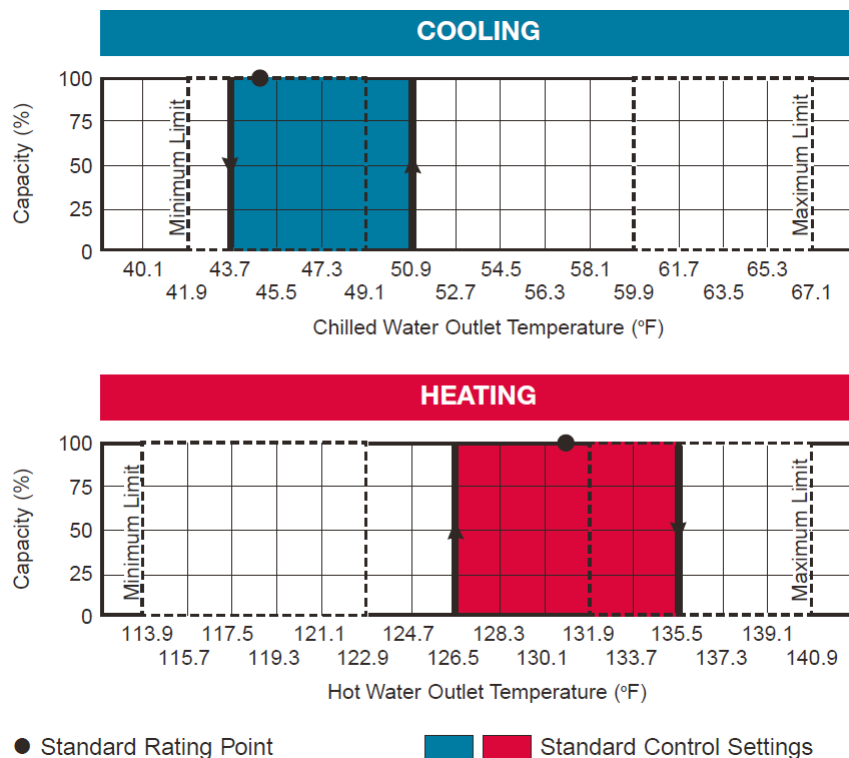 COOLING
Capacity (%)
100
75
50
25
0
Minimum Limit
Maximum Limit
40.1 43.7 47.3 50.9 54.5 58.1 61.7 65.3
41.9 45.5 49.1 52.7 56.3 59.9 63.5 67.1
Chilled Water Outlet Temperature (°F)
HEATING
Capacity (%)
100
75
50
25
0
Minimum Limit
Maximum Limit
113.9 117.5 121.1 124.7 128.3 131.9 135.5 139.1
115.7 119.3 122.9 126.5 130.1 133.7 137.3 140.9
Hot Water Outlet Temperature (°F)
Standard Rating Point
Standard Control Settings